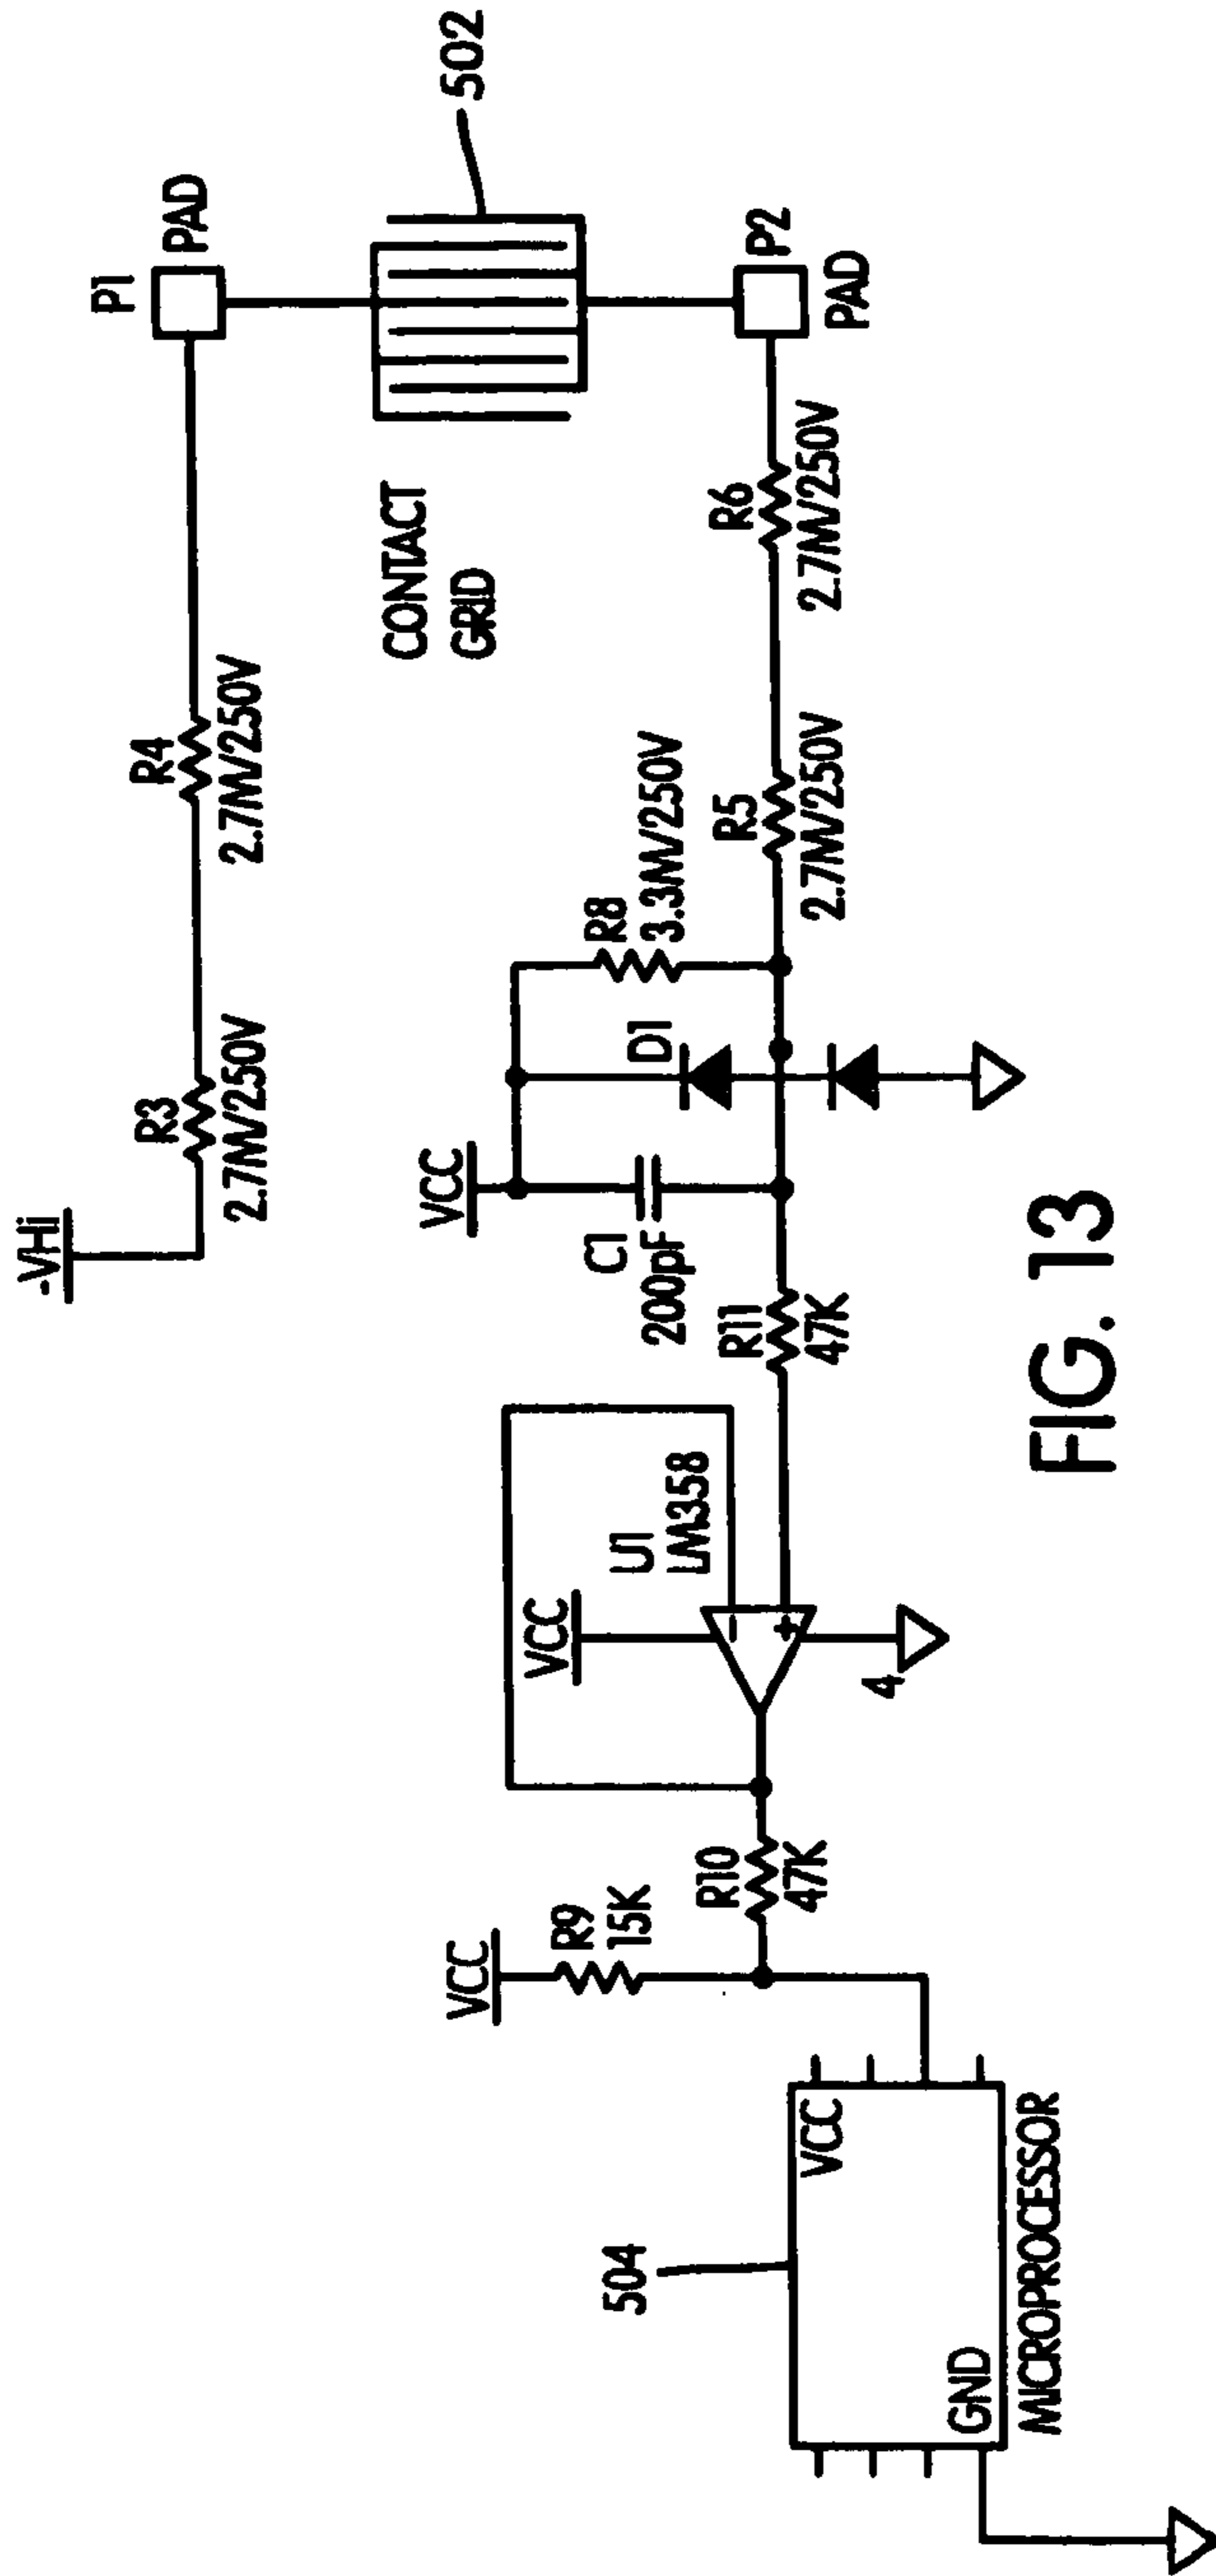 -VHi
R3
2.7M/250V
R4
2.7M/250V
P1
PAD
502
CONTACT
GRID
P2
PAD
R6
2.7M/250V
R5
2.7M/250V
R8
3.3M/250V
D1
VCC
C1
200pF
R11
47K
U1
LM358
VCC
-
+
4
R10
47K
VCC
R9
15K
504
VCC
GND
MICROPROCESSOR
FIG. 13